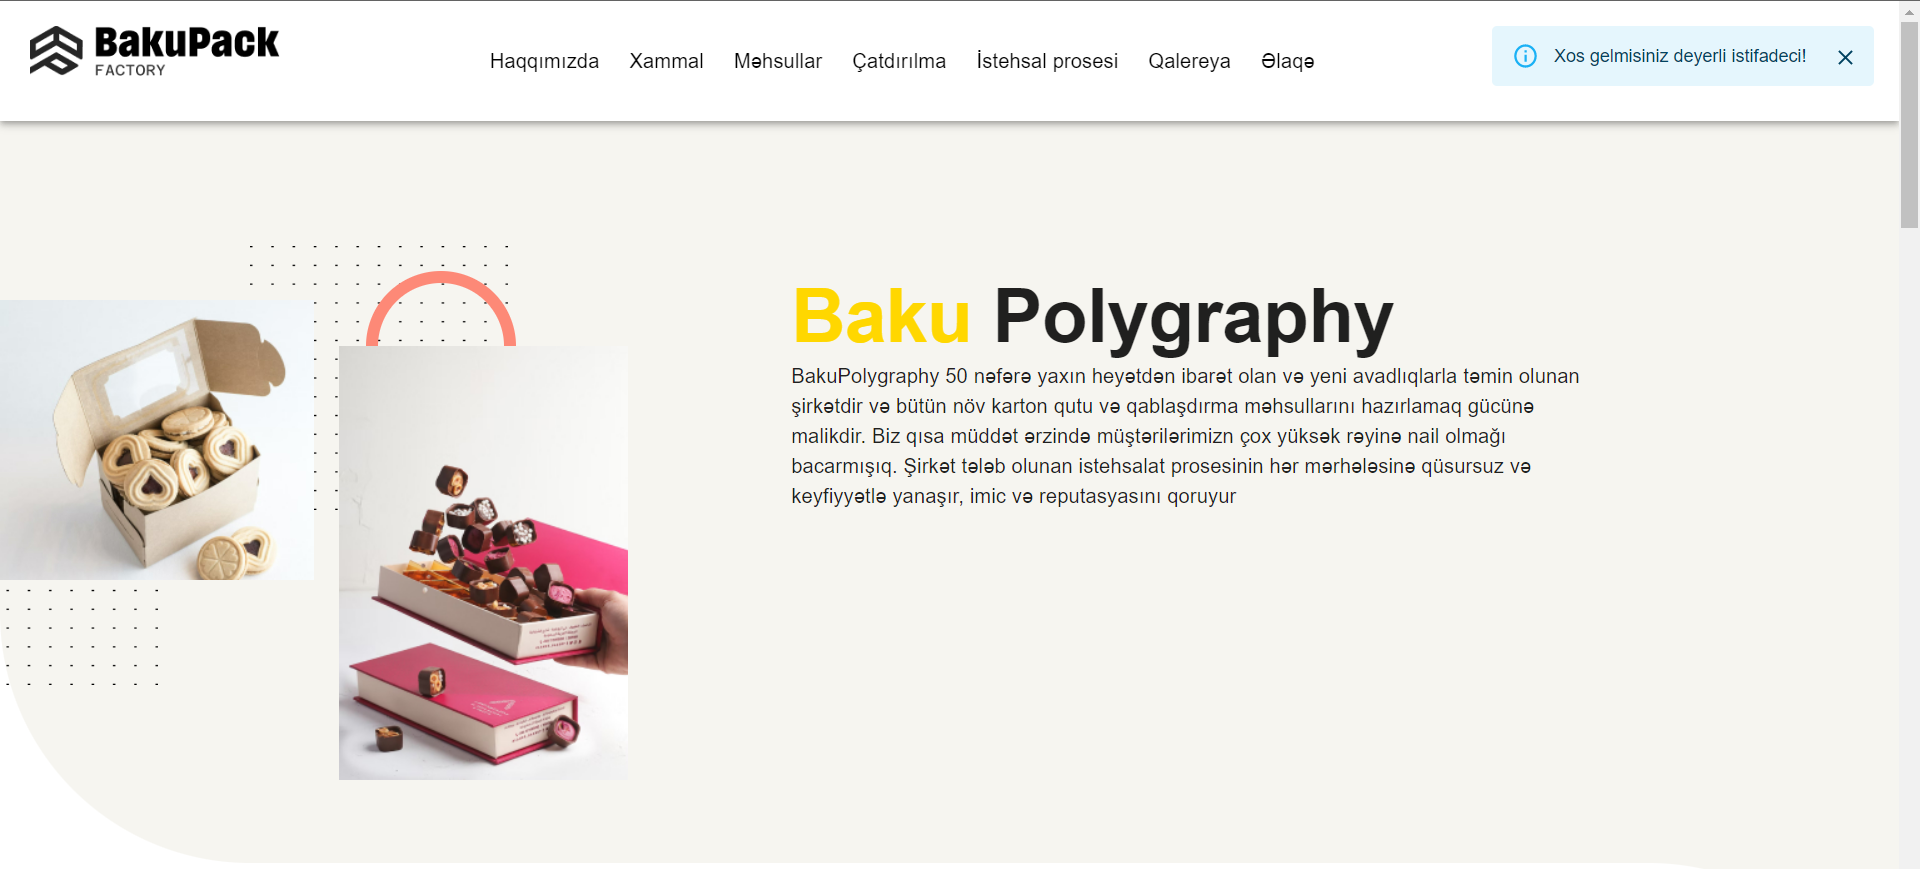 BakuPack
FACTORY
Haqqımızda Xammal Məhsullar Çatdırılma İstehsal prosesi Qalereya Əlaqə
Xos gelmisiniz deyerli istifadeci!
Baku Polygraphy
BakuPolygraphy 50 nəfərə yaxın heyətdən ibarət olan və yeni avadlıqlarla təmin olunan
şirkətdir və bütün növ karton qutu və qablaşdırma məhsullarını hazırlamaq gücünə
malikdir. Biz qısa müddət ərzində müştərilərimizn çox yüksək rəyinə nail olmağı
bacarmışıq. Şirkət tələb olunan istehsalat prosesinin hər mərhələsinə qüsursuz və
keyfiyyətlə yanaşır, imic və reputasyasını qoruyur